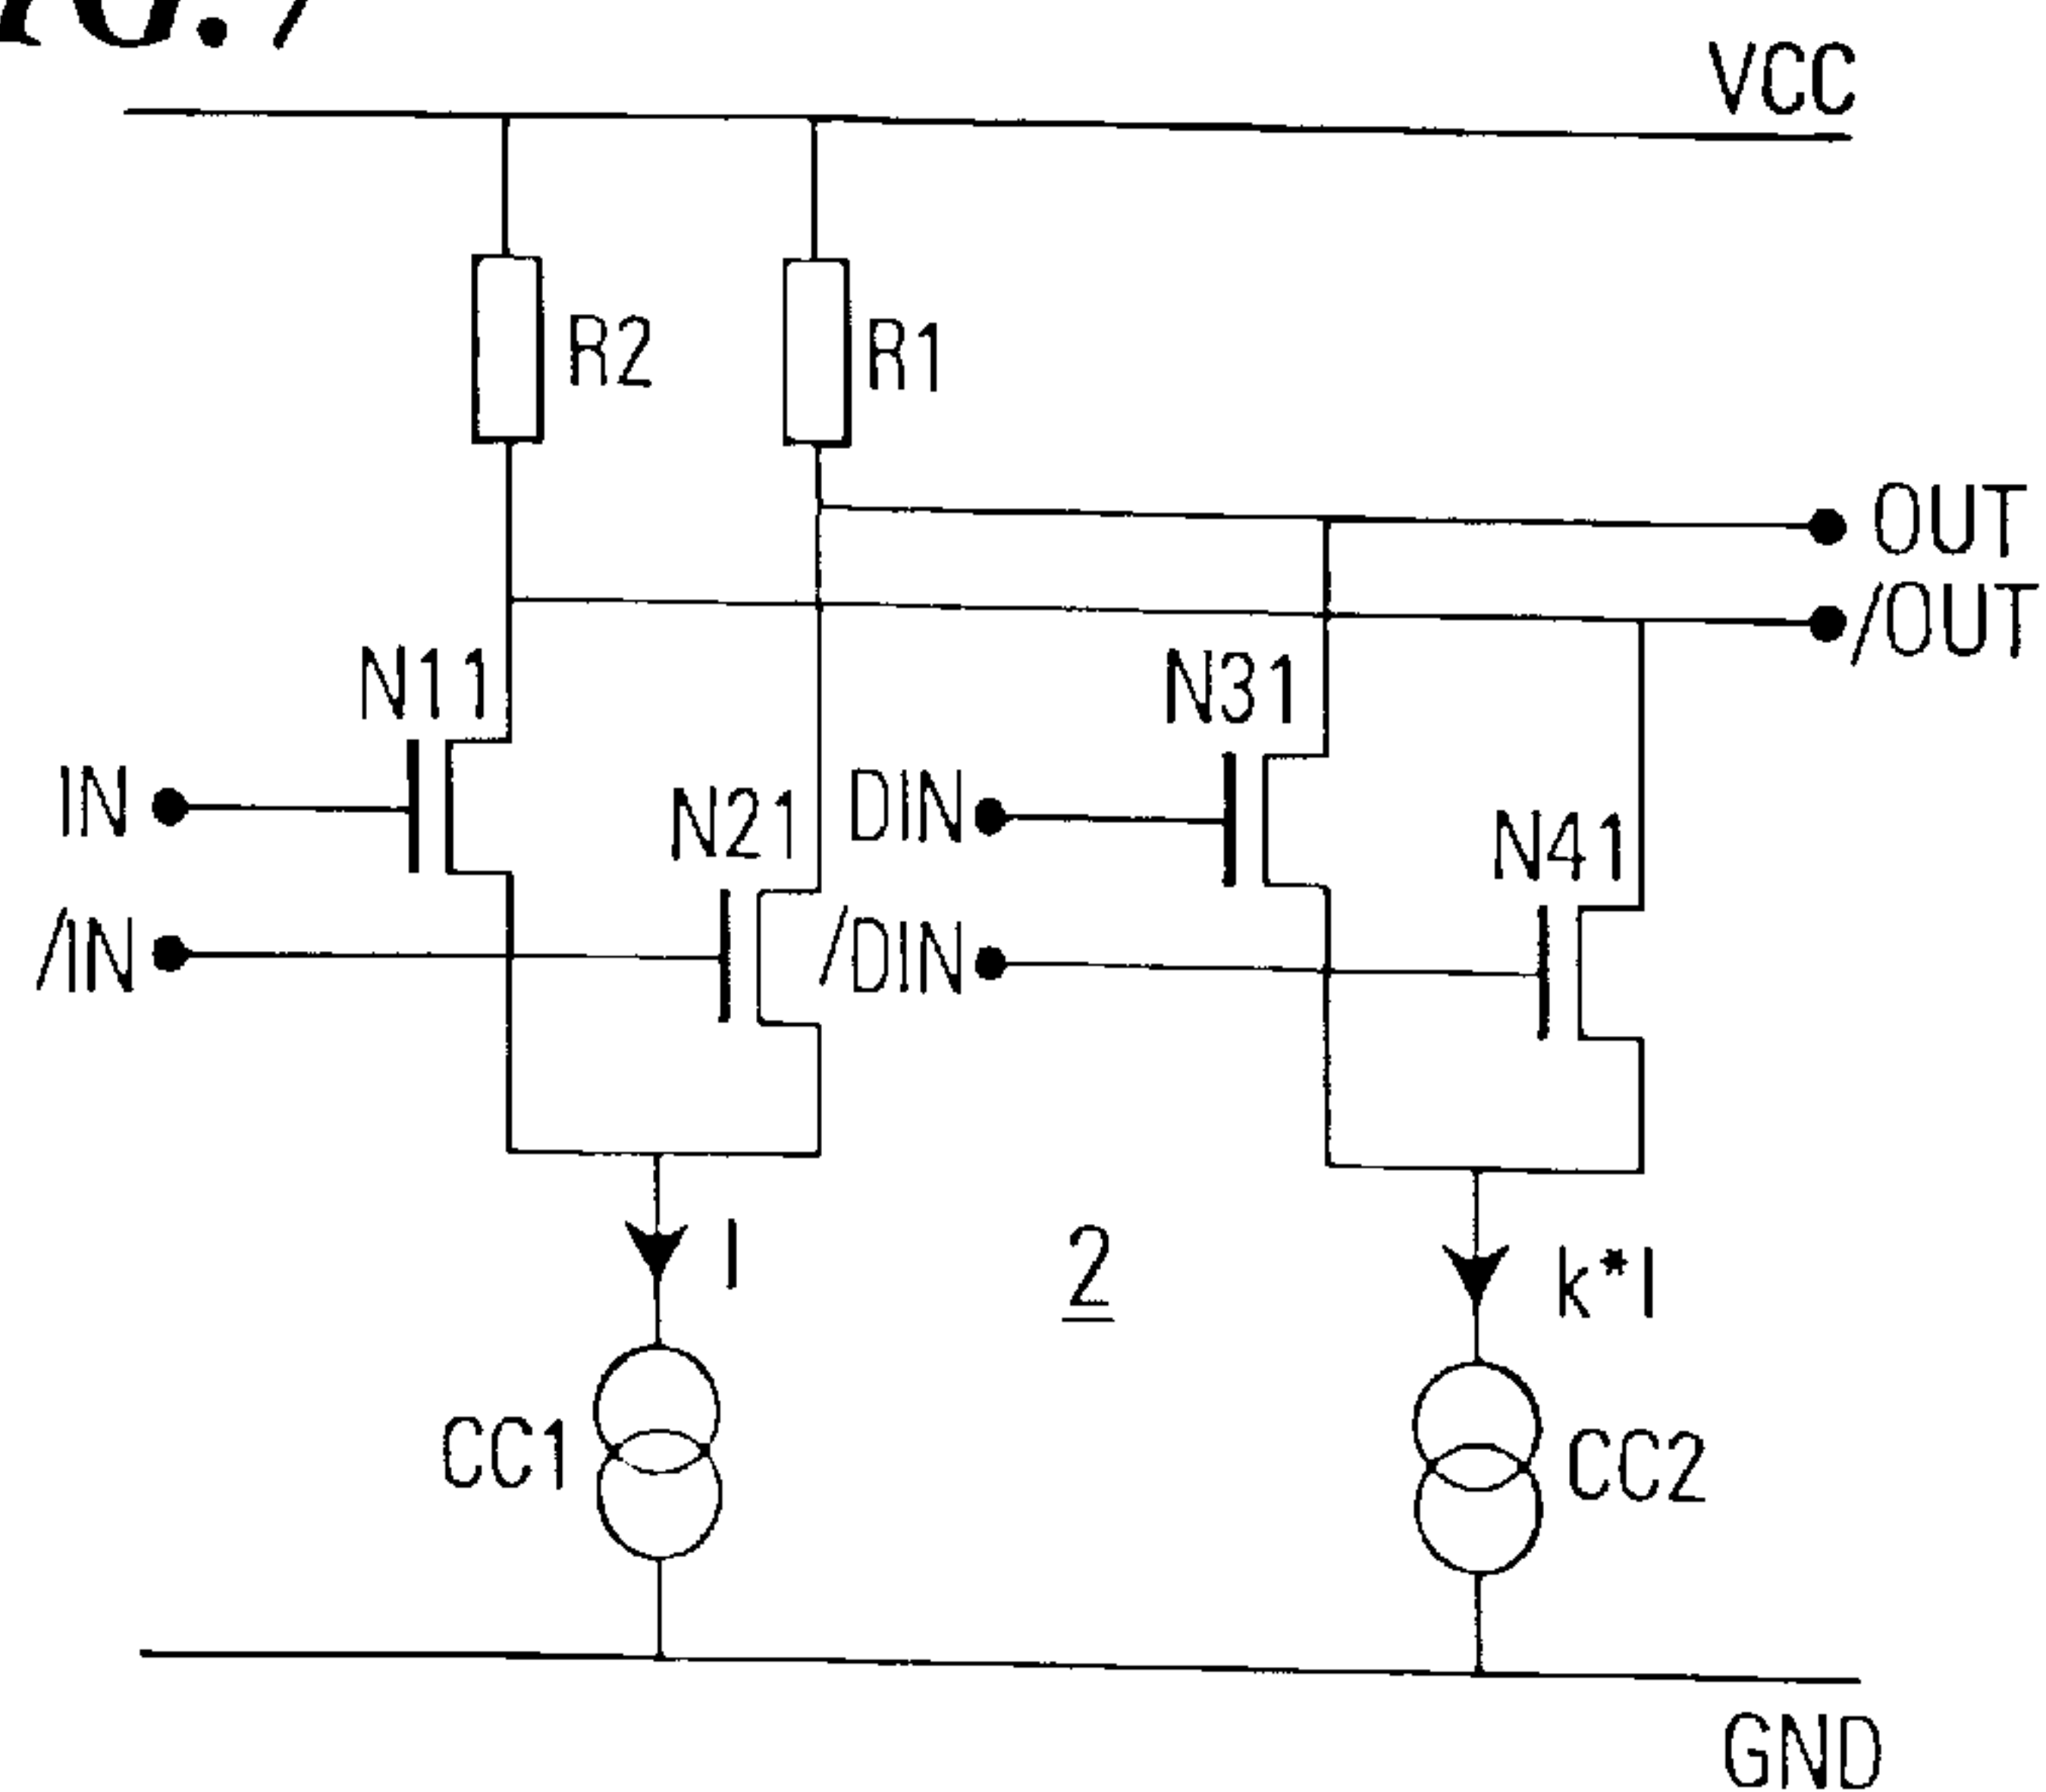 VCC
R2
R1
OUT
/OUT
N11
N31
IN
N21
DIN
N41
/IN
/DIN
I
2
k*I
CC1
CC2
GND